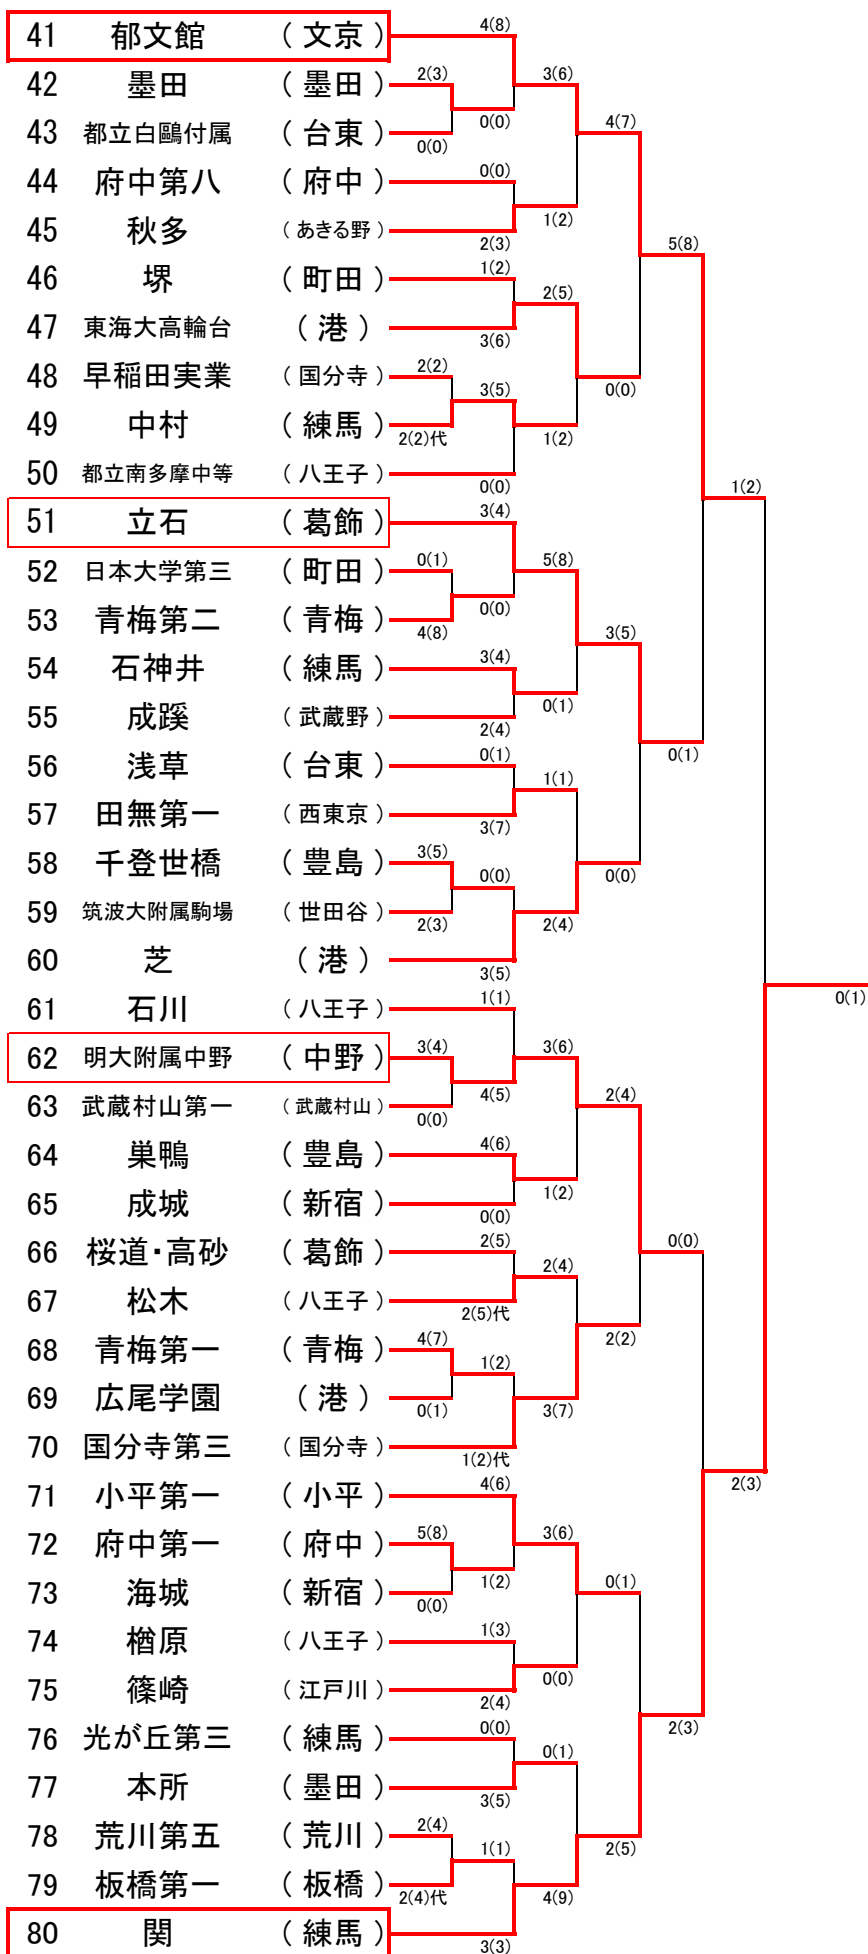 41 郁文館 （ 文京 ） 4(8)
3(6)
42 墨田 （ 墨田 ） 2(3)
0(0) 4(7)
43 都立白鷗付属 （ 台東 ） 0(0)
44 府中第八 （ 府中 ） 0(0)
1(2)
45 秋多 （ あきる野 ） 2(3) 5(8)
46 堺 （ 町田 ） 1(2)
2(5)
47 東海大高輪台 （ 港 ） 3(6)
48 早稲田実業 （ 国分寺 ） 2(2)
3(5) 0(0)
49 中村 （ 練馬 ） 2(2)代 1(2)
50 都立南多摩中等 （ 八王子 ） 0(0)
1(2)
51 立石 （ 葛飾 ） 3(4)
5(8)
52 日本大学第三 （ 町田 ） 0(1)
0(0)
53 青梅第二 （ 青梅 ） 4(8) 3(5)
54 石神井 （ 練馬 ） 3(4)
0(1)
55 成蹊 （ 武蔵野 ） 2(4)
0(1)
56 浅草 （ 台東 ） 0(1)
1(1)
57 田無第一 （ 西東京 ） 3(7)
58 千登世橋 （ 豊島 ） 3(5)
0(0) 0(0)
59 筑波大附属駒場 （ 世田谷 ） 2(3) 2(4)
60 芝 （ 港 ） 3(5)
0(1)
61 石川 （ 八王子 ） 1(1)
62 明大附属中野 （ 中野 ） 3(4) 3(6)
4(5) 2(4)
63 武蔵村山第一 （ 武蔵村山 ） 0(0)
64 巣鴨 （ 豊島 ） 4(6)
1(2)
65 成城 （ 新宿 ） 0(0)
66 桜道・高砂 （ 葛飾 ） 2(5) 0(0)
2(4)
67 松木 （ 八王子 ） 2(5)代
68 青梅第一 （ 青梅 ） 4(7) 2(2)
1(2)
69 広尾学園 （ 港 ） 0(1) 3(7)
70 国分寺第三 （ 国分寺 ） 1(2)代
2(3)
71 小平第一 （ 小平 ） 4(6)
72 府中第一 （ 府中 ） 5(8) 3(6)
1(2) 0(1)
73 海城 （ 新宿 ） 0(0)
74 楢原 （ 八王子 ） 1(3)
0(0)
75 篠崎 （ 江戸川 ） 2(4)
76 光が丘第三 （ 練馬 ） 0(0) 2(3)
0(1)
77 本所 （ 墨田 ） 3(5)
78 荒川第五 （ 荒川 ） 2(4)
1(1) 2(5)
79 板橋第一 （ 板橋 ） 2(4)代 4(9)
80 関 （ 練馬 ） 3(3)